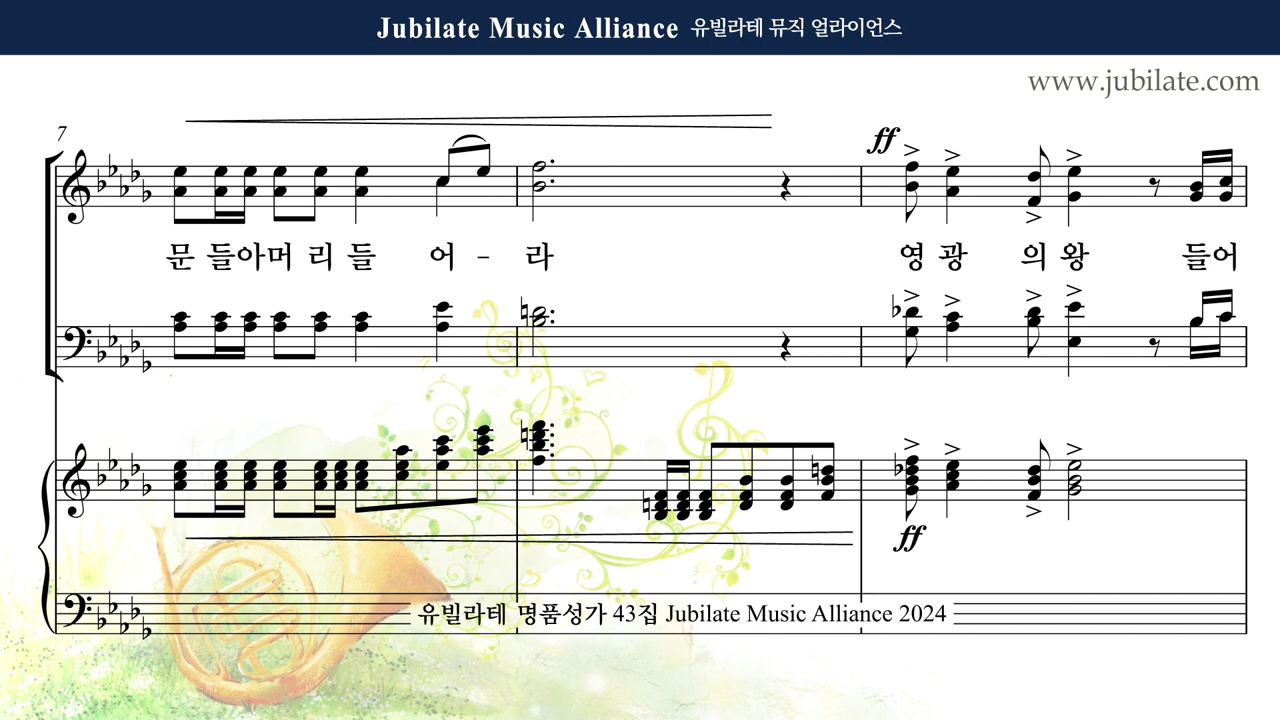 Jubilate Music Alliance 유빌라테 뮤직 얼라이언스
www.jubilate.com
7
ff
문 들아머 리 들 어 - 라 영 광 의 왕 들어
ff
유빌라테 명품성가 43집 Jubilate Music Alliance 2024